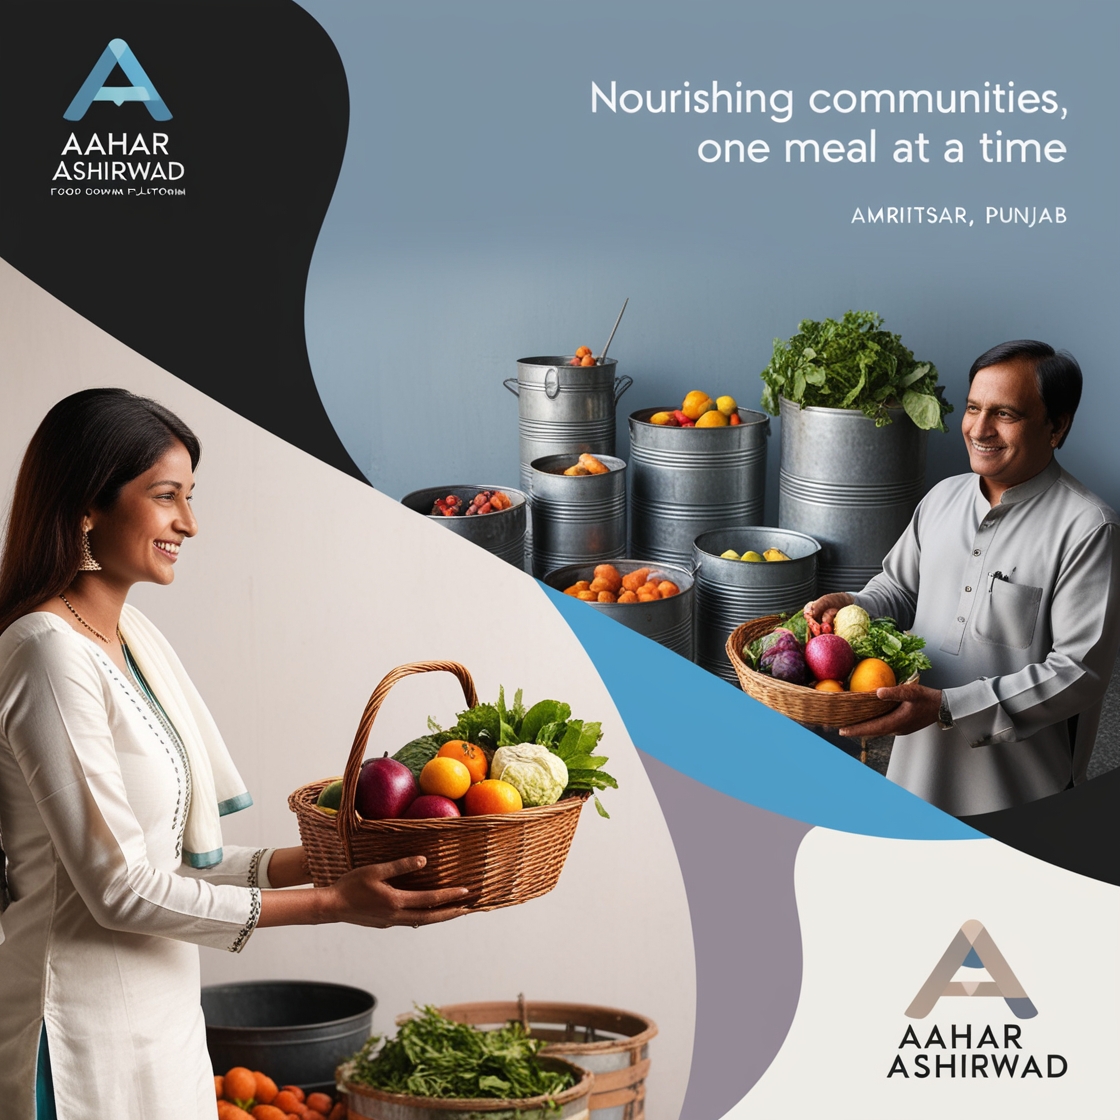 AAHAR
ASHIRWAD
Nourishing communities,
one meal at a time
AMRIITSAR, PUNJAB
AAHAR
ASHIRWAD